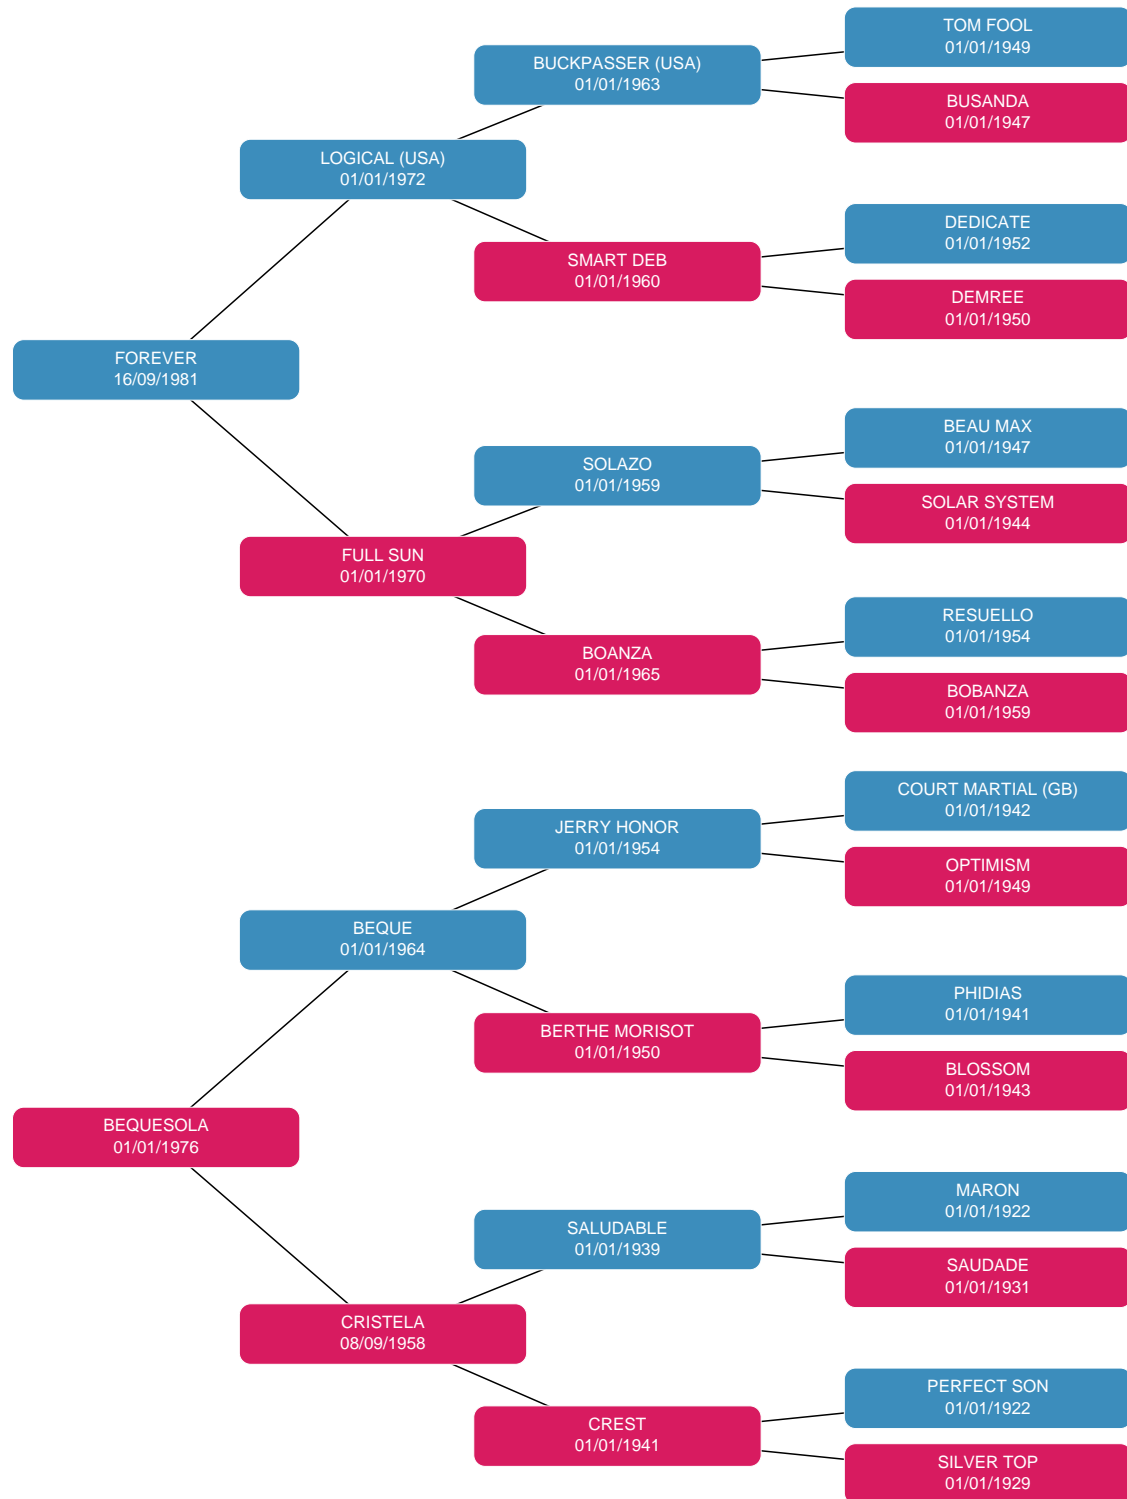 TOM FOOL
01/01/1949
BUCKPASSER (USA)
01/01/1963
BUSANDA
01/01/1947
LOGICAL (USA)
01/01/1972
DEDICATE
01/01/1952
SMART DEB
01/01/1960
DEMREE
01/01/1950
FOREVER
16/09/1981
BEAU MAX
01/01/1947
SOLAZO
01/01/1959
SOLAR SYSTEM
01/01/1944
FULL SUN
01/01/1970
RESUELLO
01/01/1954
BOANZA
01/01/1965
BOBANZA
01/01/1959
COURT MARTIAL (GB)
01/01/1942
JERRY HONOR
01/01/1954
OPTIMISM
01/01/1949
BEQUE
01/01/1964
PHIDIAS
01/01/1941
BERTHE MORISOT
01/01/1950
BLOSSOM
01/01/1943
BEQUESOLA
01/01/1976
MARON
01/01/1922
SALUDABLE
01/01/1939
SAUDADE
01/01/1931
CRISTELA
08/09/1958
PERFECT SON
01/01/1922
CREST
01/01/1941
SILVER TOP
01/01/1929